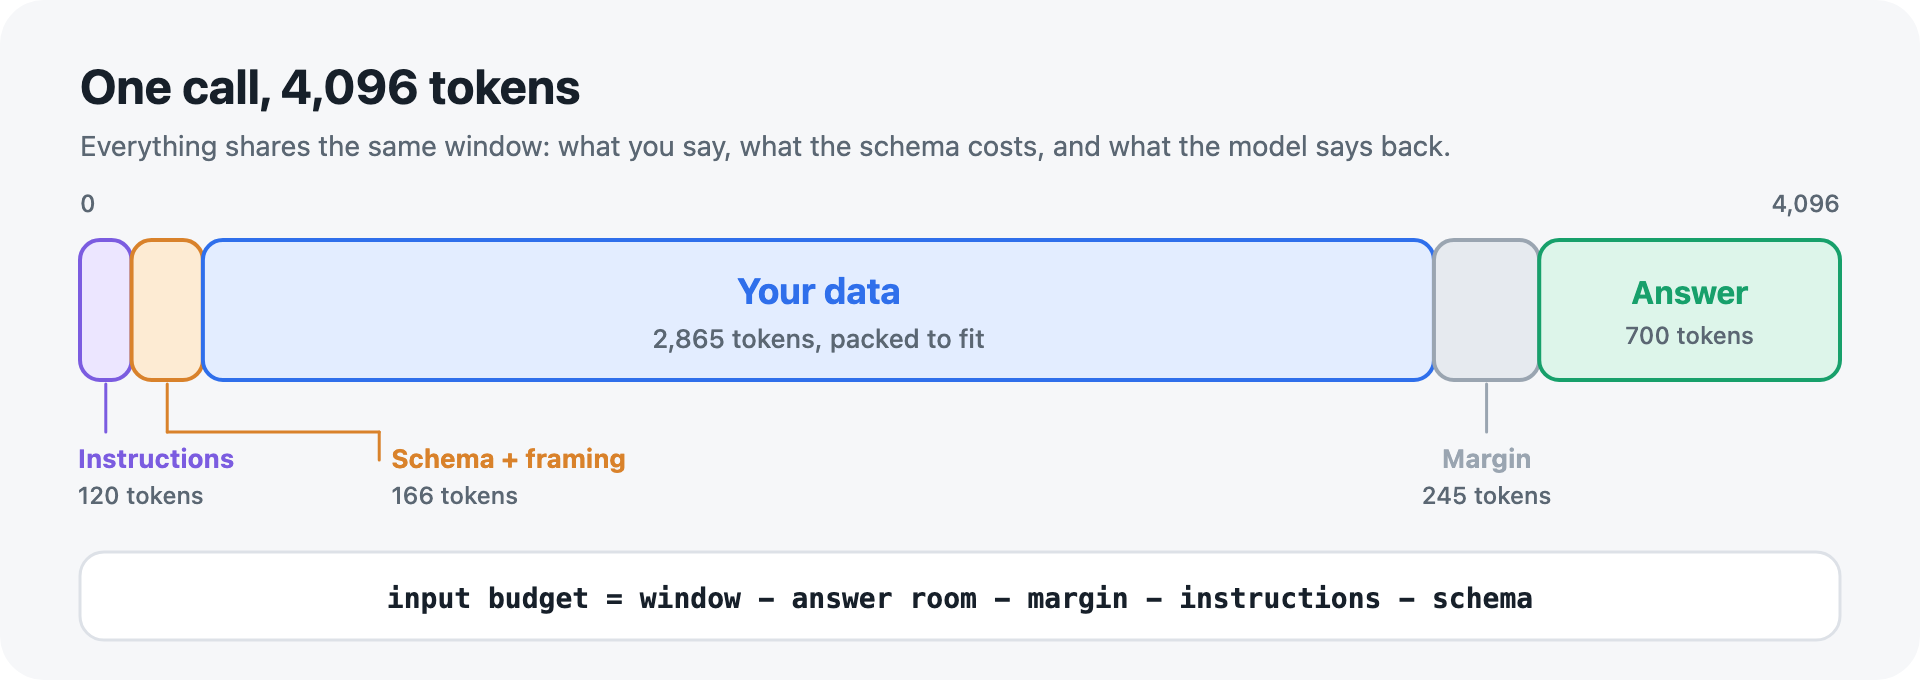 One call, 4,096 tokens
Everything shares the same window: what you say, what the schema costs, and what the model says back.
0
4,096
Your data
2,865 tokens, packed to fit
Answer
700 tokens
Instructions
120 tokens
Schema + framing
166 tokens
Margin
245 tokens
input budget = window − answer room − margin − instructions − schema